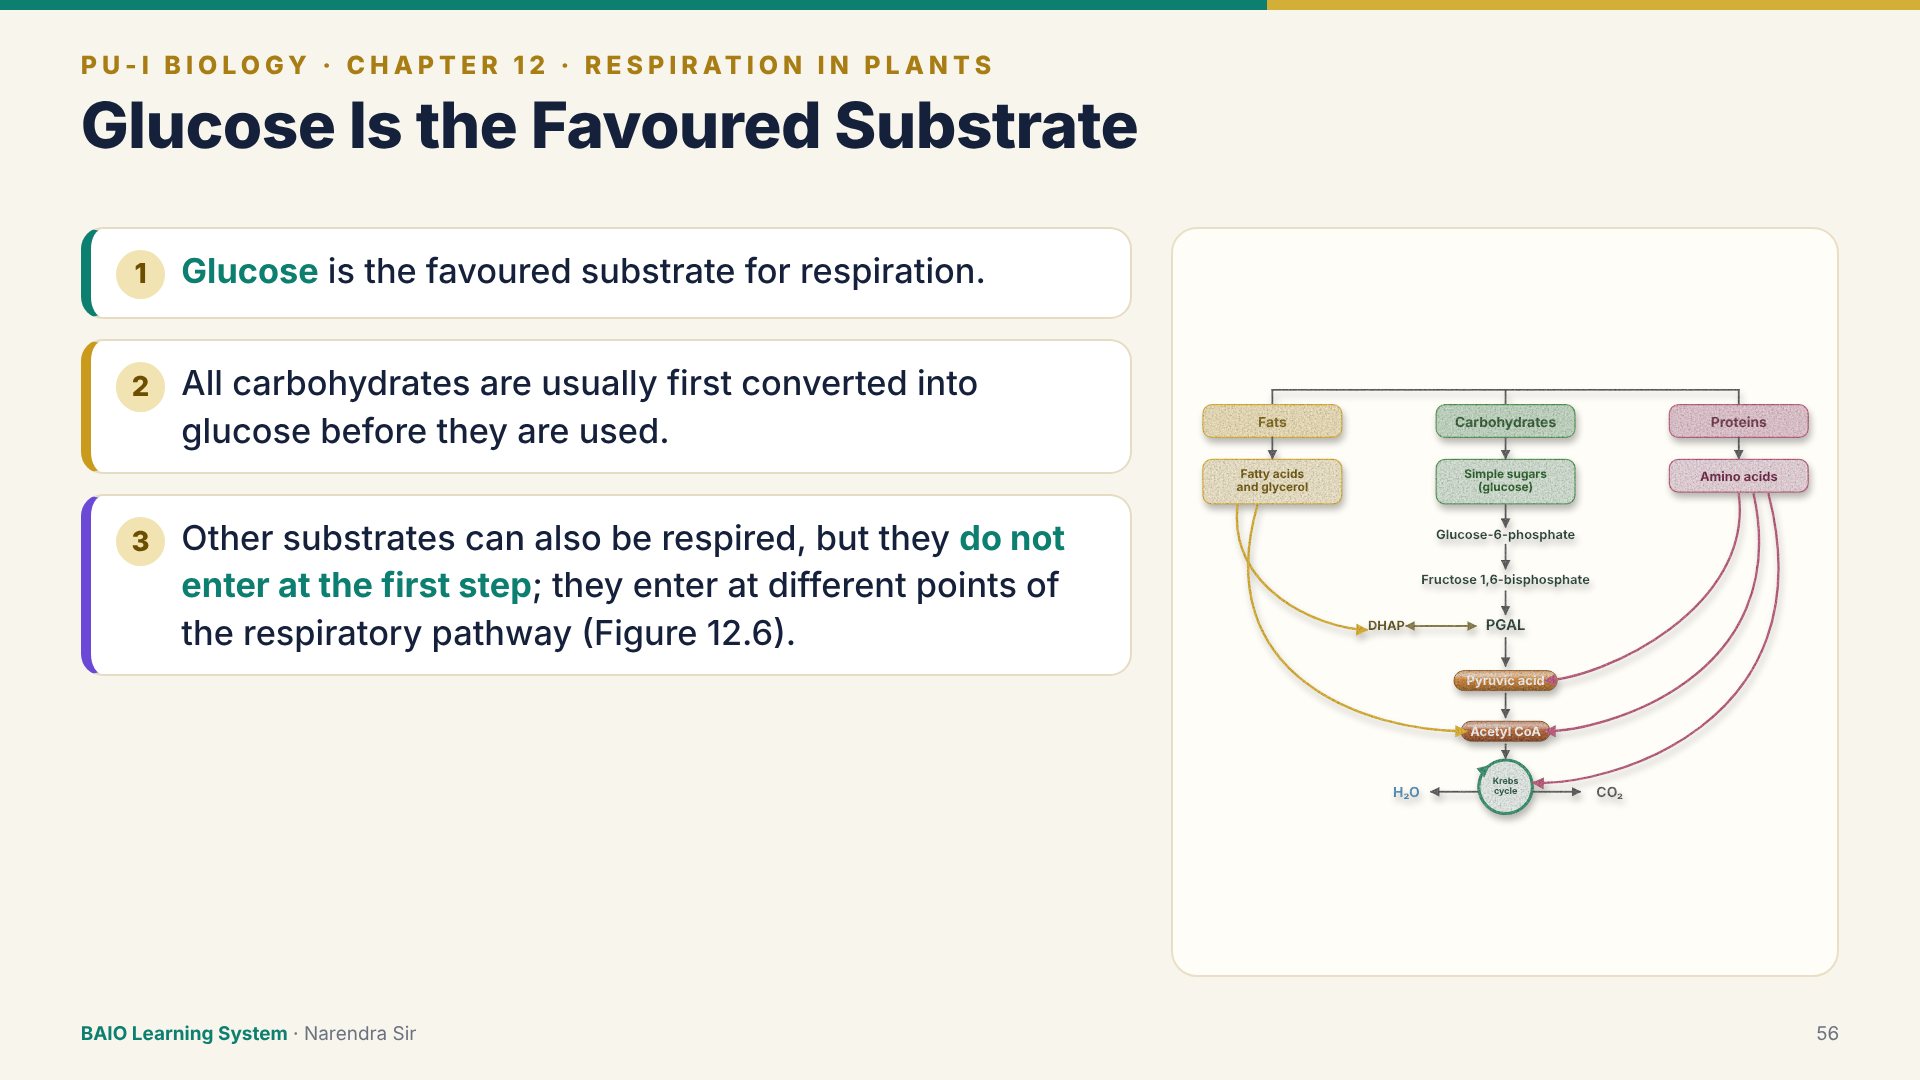 PU-I BIOLOGY · CHAPTER 12 · RESPIRATION IN PLANTS
Glucose Is the Favoured Substrate
1 Glucose is the favoured substrate for respiration.
2 All carbohydrates are usually first converted into
glucose before they are used.
3 Other substrates can also be respired, but they do not
enter at the first step; they enter at different points of
the respiratory pathway (Figure 12.6).
Fats Carbohydrates Proteins
Fatty acids
and glycerol
Simple sugars
(glucose)
Amino acids
Glucose-6-phosphate
Fructose 1,6-bisphosphate
DHAP PGAL
Pyruvic acid
Acetyl CoA
Krebs
cycle
H₂O CO₂
BAIO Learning System · Narendra Sir
56